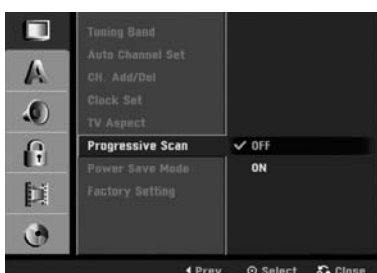 Tuning Band
Auto Channel Set
CH. Add/Del
Clock Set
TV Aspect
Progressive Scan ✓ OFF
Power Save Mode ON
Factory Setting
Prev. Select Close